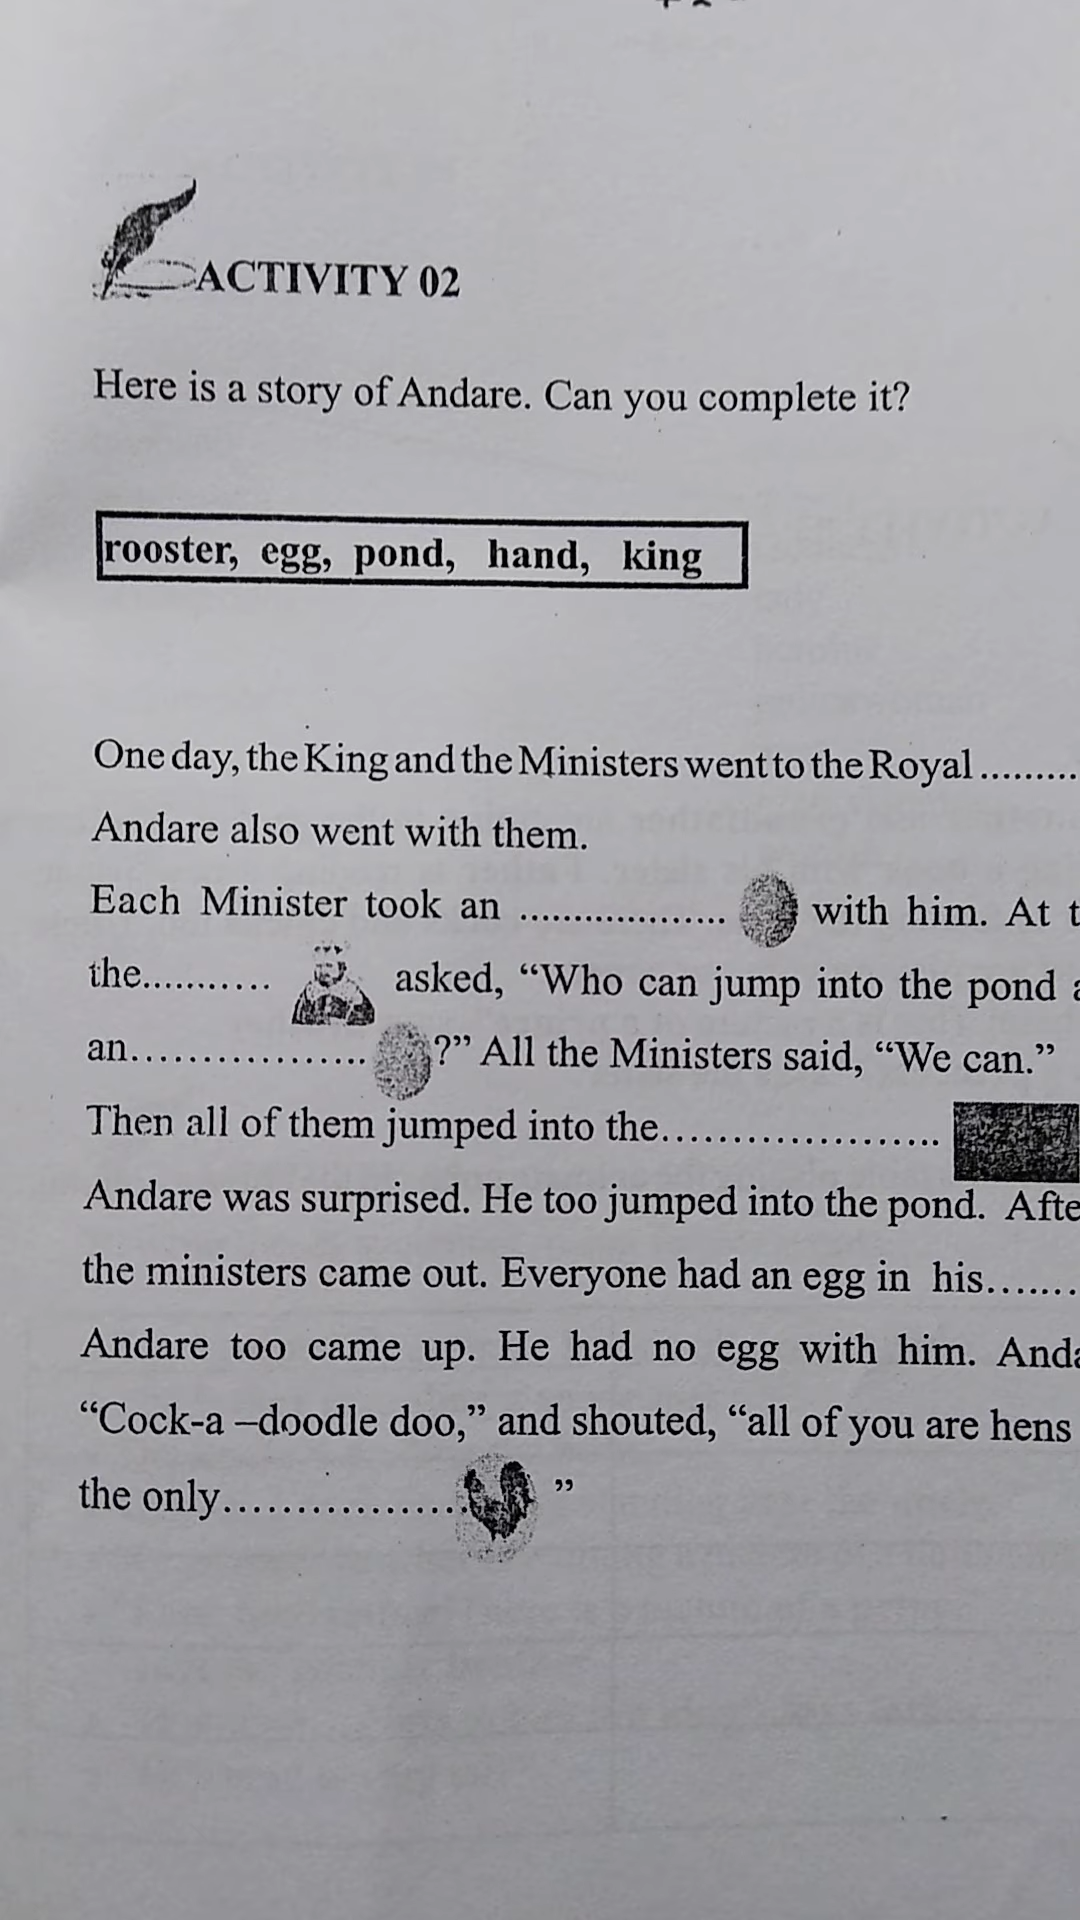 ACTIVITY 02
Here is a story of Andare. Can you complete it?
rooster, egg, pond, hand, king
One day, the King and the Ministers went to the Royal .........
Andare also went with them.
Each Minister took an ................... with him. At
the........... asked, “Who can jump into the pond
an................. ?” All the Ministers said, “We can.”
Then all of them jumped into the....................
Andare was surprised. He too jumped into the pond.
the ministers came out. Everyone had an egg in his.......
Andare too came up. He had no egg with him.
“Cock-a –doodle doo,” and shouted, “all of you are hens
the only................. ”